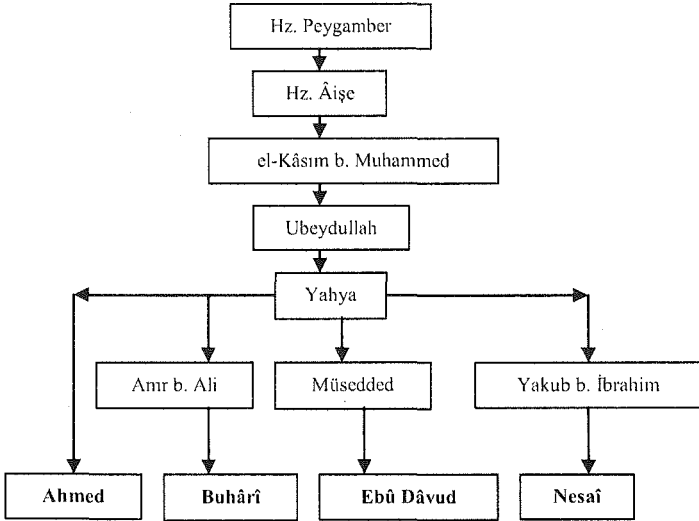 Hz. Peygamber
Hz. Âişe
el-Kâsım b. Muhammed
Ubeydullah
Yahya
Amr b. Ali
Müsedded
Yakub b. İbrahim
Ahmed
Buhârî
Ebû Dâvud
Nesaî